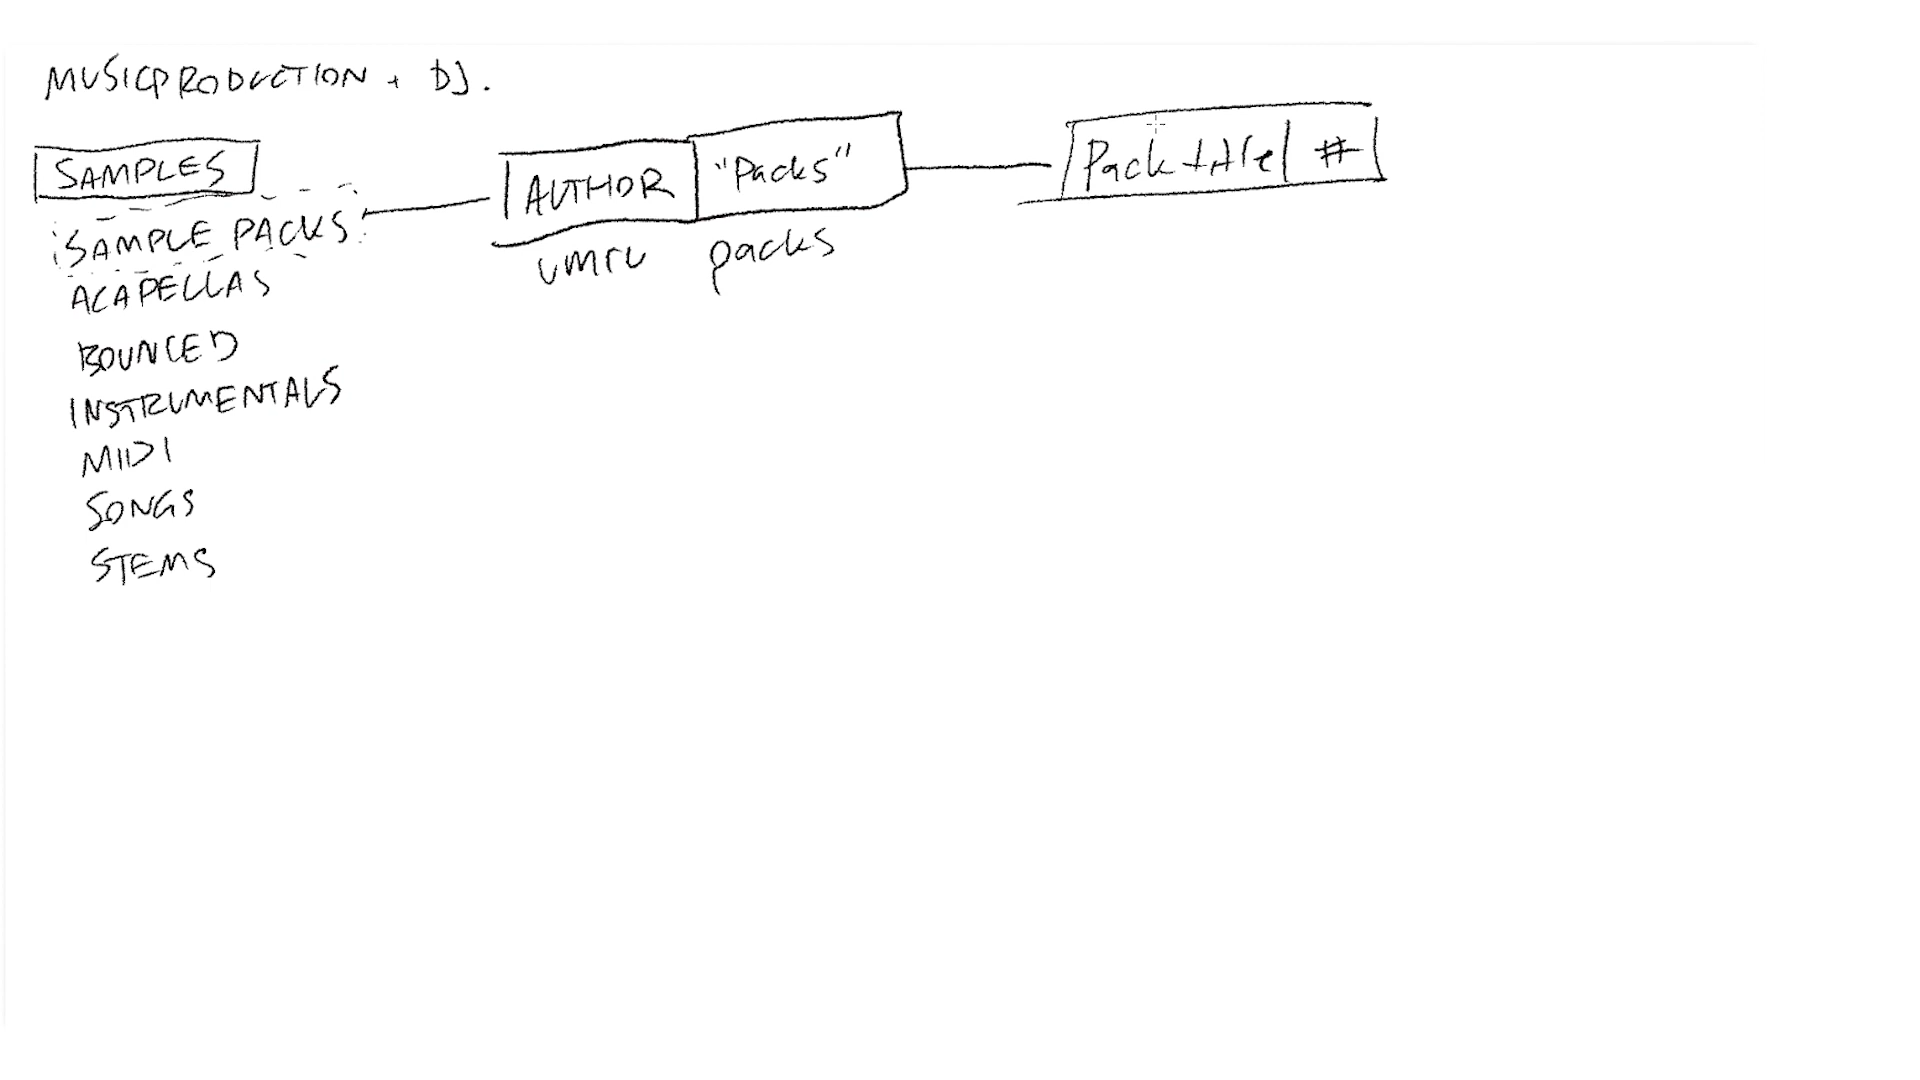 MUSICPRODUCTION + DJ.
SAMPLES
SAMPLE PACKS
ACAPELLAS
BOUNCED
INSTRUMENTALS
MIDI
SONGS
STEMS
AUTHOR "Packs"
umru packs
Pack title #